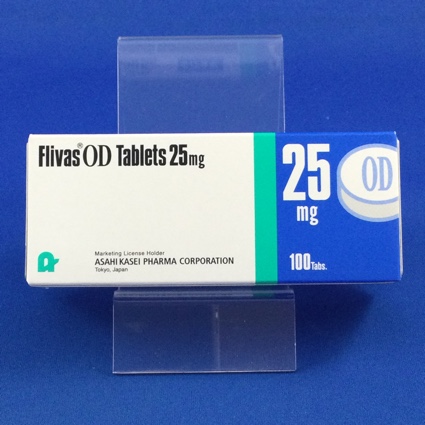 Flivas® OD Tablets 25mg
25
mg
OD
100Tabs.
Marketing License Holder
ASAHI KASEI PHARMA CORPORATION
Tokyo, Japan